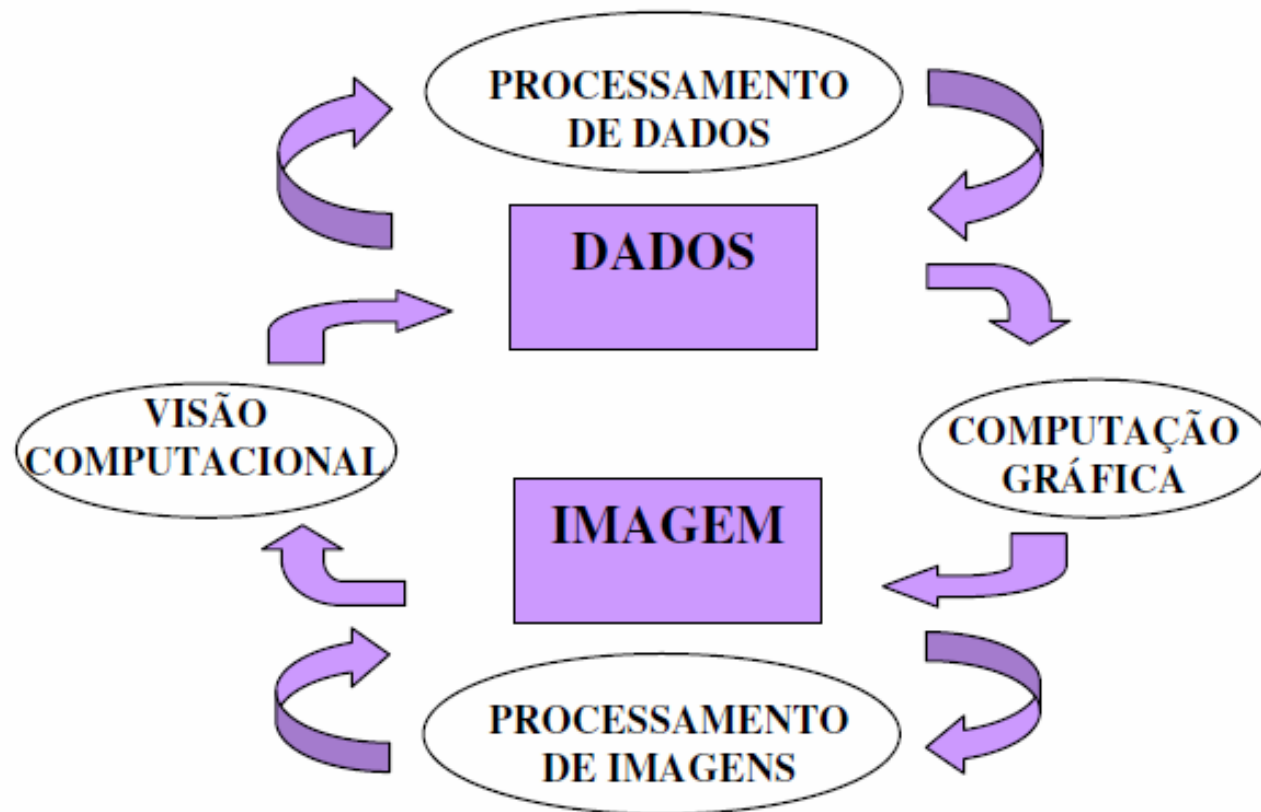 PROCESSAMENTO
DE DADOS
DADOS
VISÃO
COMPUTACIONAL
COMPUTAÇÃO
GRÁFICA
IMAGEM
PROCESSAMENTO
DE IMAGENS